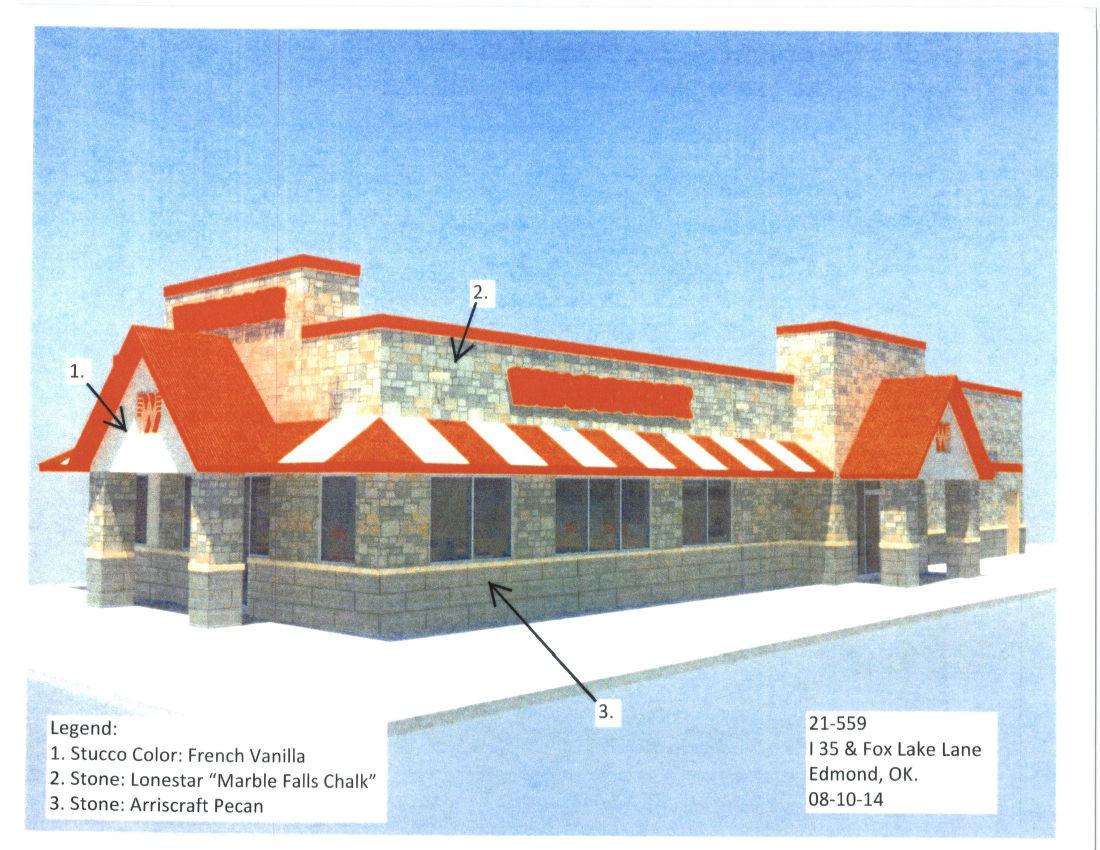 2.
1.
W
W
3.
Legend:
1. Stucco Color: French Vanilla
2. Stone: Lonestar “Marble Falls Chalk”
3. Stone: Arriscraft Pecan
21-559
I 35 & Fox Lake Lane
Edmond, OK.
08-10-14